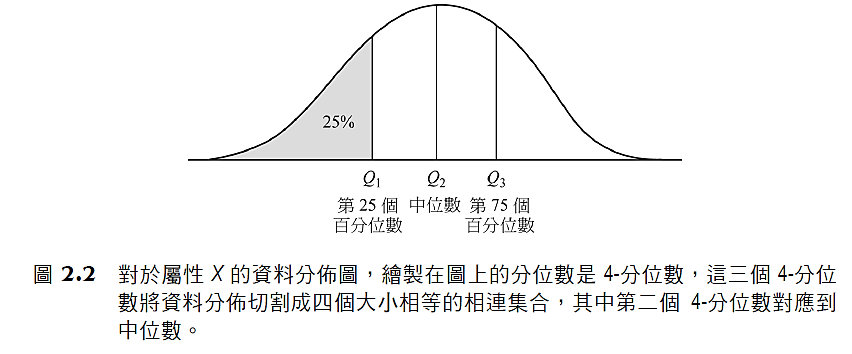 25%
Q1 Q2 Q3
第 25 個 中位數 第 75 個
百分位數 百分位數
圖 2.2 對於屬性 X 的資料分佈圖，繪製在圖上的分位數是 4-分位數，這三個 4-分位
數將資料分佈切割成四個大小相等的相連集合，其中第二個 4-分位數對應到
中位數。